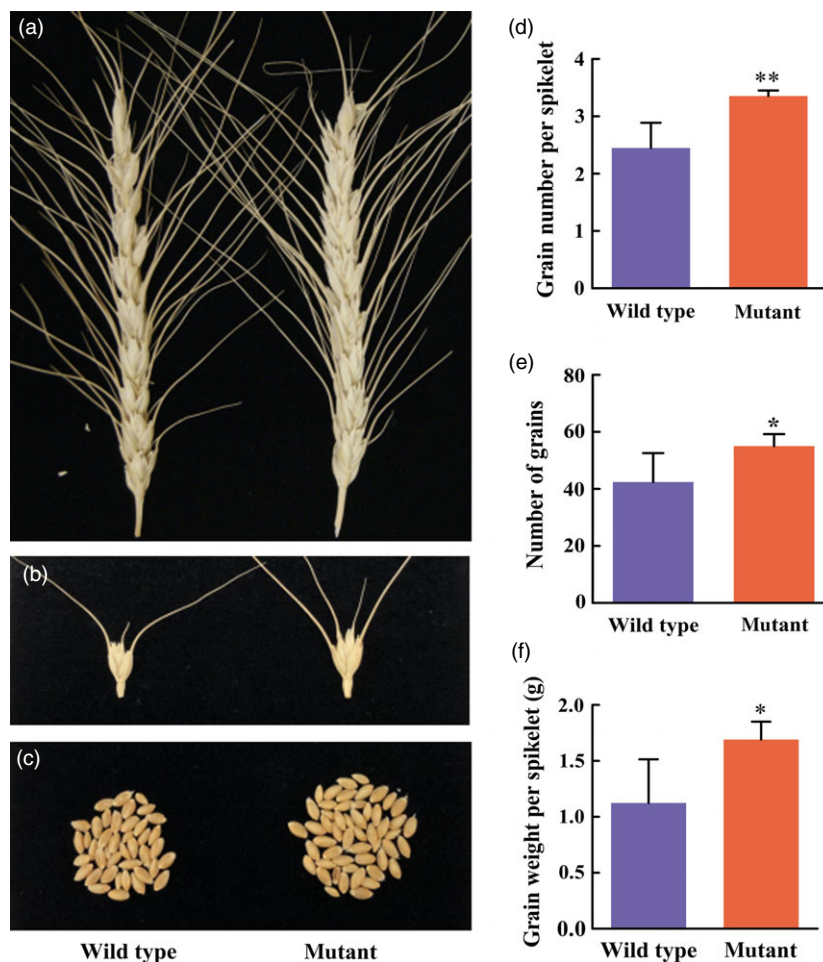 (a)
(b)
(c)
Wild type Mutant
(d)
Grain number per spikelet
4
3
2
1
0
**
Wild type Mutant
(e)
Number of grains
80
60
40
20
0
*
Wild type Mutant
(f)
Grain weight per spikelet (g)
2.0
1.5
1.0
0.5
0.0
*
Wild type Mutant